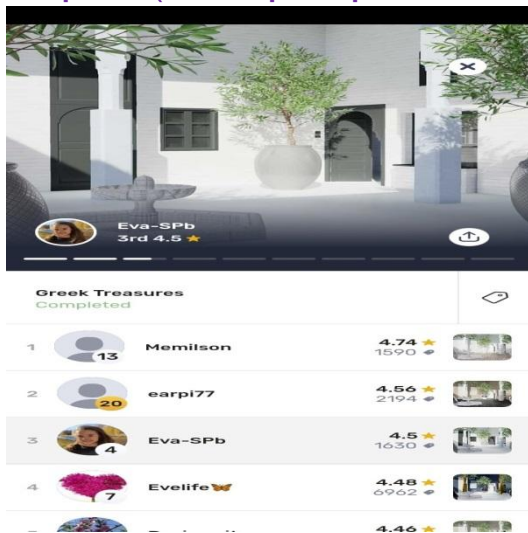 Eva-SPb
3rd 4.5
Greek Treasures
Completed
1 13 Memilson 4.74
1590
2 20 earpi77 4.56
2194
3 4 Eva-SPb 4.5
1630
4 7 Evelife 4.48
6962
4.46